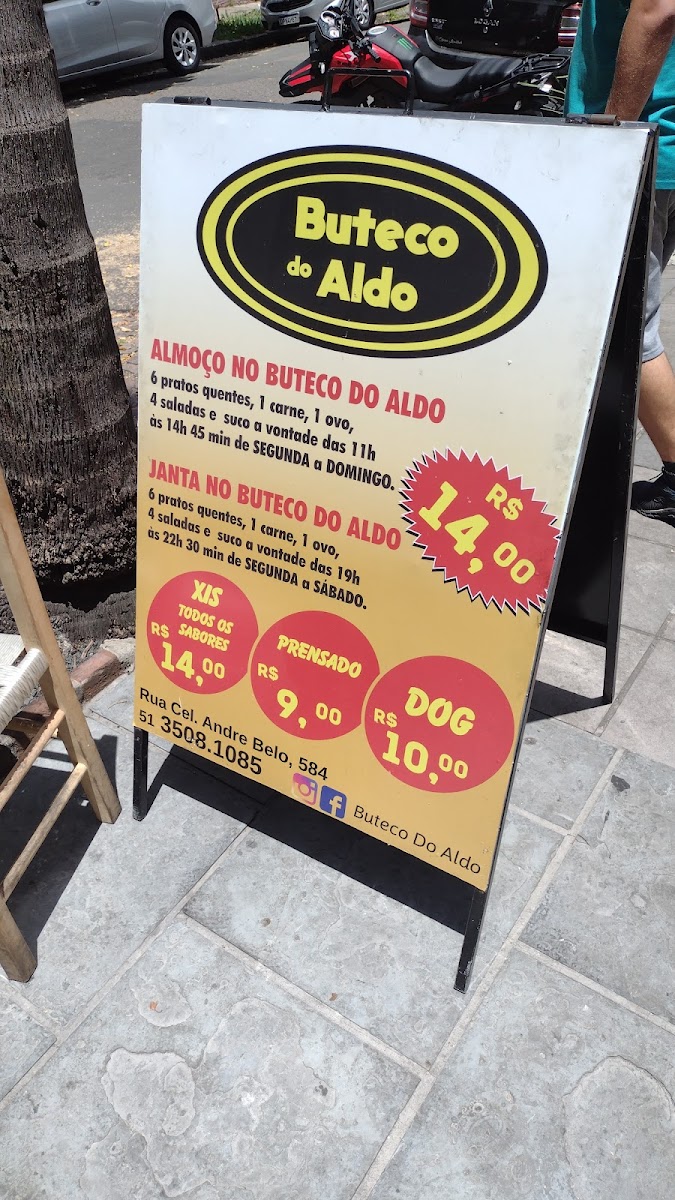 Buteco
do Aldo
ALMOÇO NO BUTECO DO ALDO
6 pratos quentes, 1 carne, 1 ovo,
4 saladas e suco a vontade das 11h
às 14h 45 min de SEGUNDA a DOMINGO.
JANTA NO BUTECO DO ALDO
6 pratos quentes, 1 carne, 1 ovo,
4 saladas e suco a vontade das 19h
às 22h 30 min de SEGUNDA a SÁBADO.
R$
14,00
XIS
TODOS OS
SABORES
R$
14,00
PRENSADO
R$
9,00
DOG
R$
10,00
Rua Cel. Andre Belo, 584
51 3508.1085
Buteco Do Aldo
LOGAN